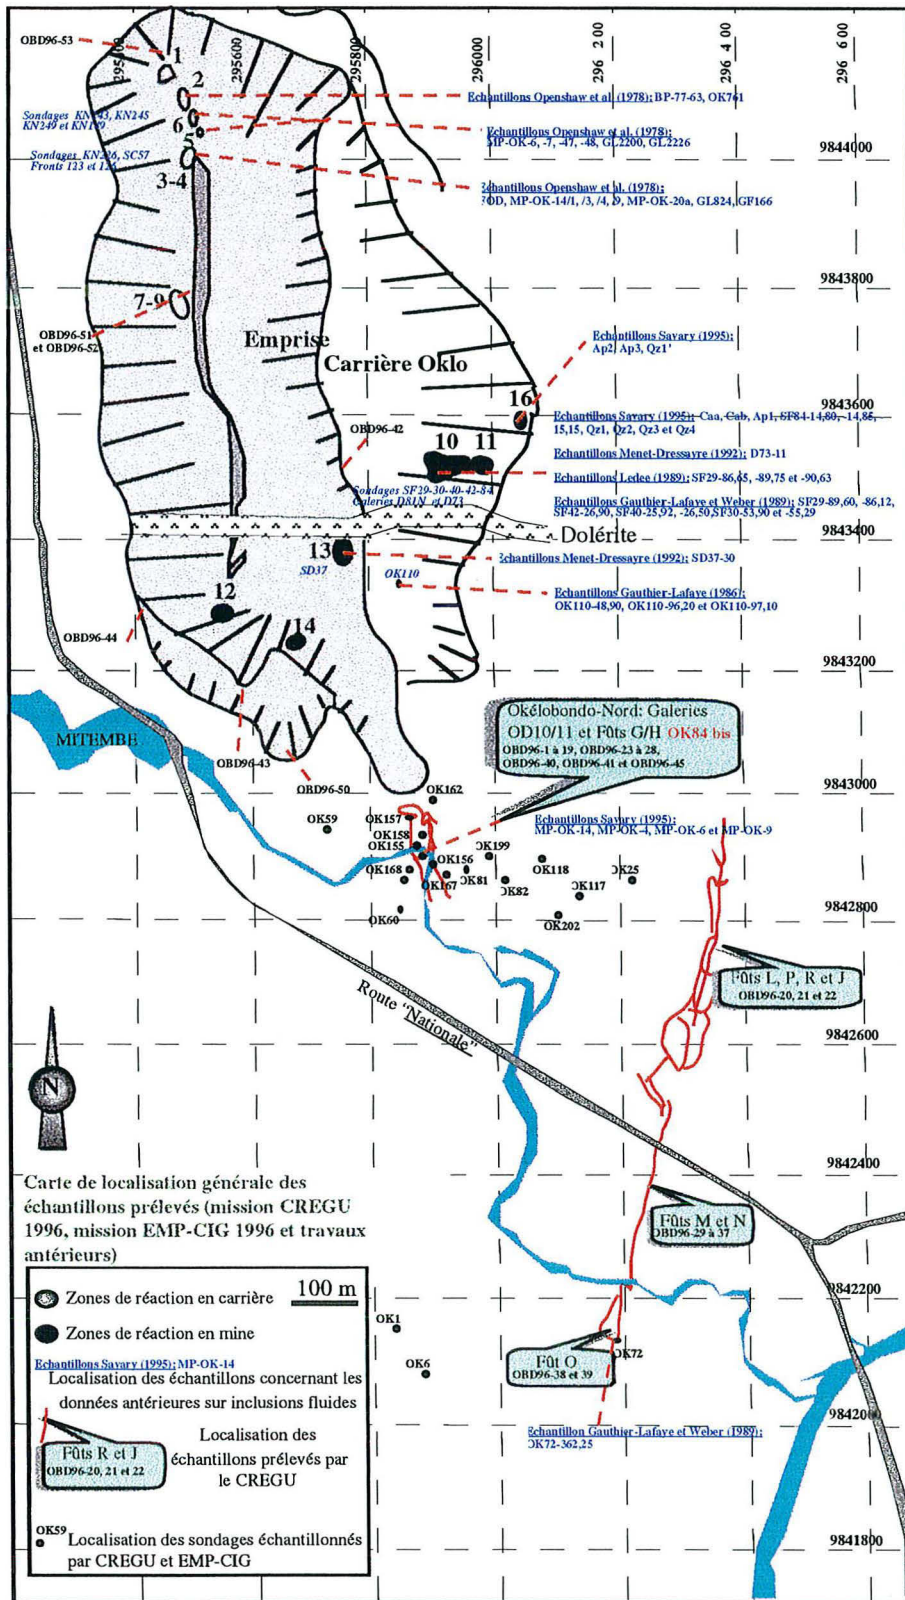 295400
295600
295800
296000
296 2 00
296 4 00
296 6 00
OBD96-53
1
2
6
5
3-4
Sondages KN243, KN245
Sondages
Fronts 123 et
Echantillons Openshaw et al. (1978): BP-77-63, OK761
Echantillons Openshaw et al. (1978):
MP-OK-6, -7, -47, -48, GL2200, GL2226
9844000
Echantillons Openshaw et al. (1978):
MP-OK-14/1, /3, /4, /9, MP-OK-20a, GL824, GF166
9843800
7-9
OBD96-51
et OBD96-52
Emprise
Carrière Oklo
Echantillons Savary (1995):
Ap2, Ap3, Qz1'
16
9843600
Echantillons Savary (1995): Caa, Cab, Ap1, SF84-14,80, -14,85,
15,15, Qz1, Qz2, Qz3 et Qz4
OBD96-42
10
11
Echantillons Menet-Dressayre (1992): D73-11
Echantillons Ledee (1989): SF29-86,65, -89,75 et -90,63
Sondages SF29-30-40-42-84
Galeries D81N et D73
Echantillons Gauthier-Lafaye et Weber (1989): SF29-89,60, -86,12,
SF42-26,90, SF40-25,92, -26,50, SF30-53,90 et -55,29
9843400
Dolérite
13
SD37
OK110
Echantillons Menet-Dressayre (1992): SD37-30
Echantillons Gauthier-Lafaye (1986):
OK110-48,90, OK110-96,20 et OK110-97,10
12
14
OBD96-44
9843200
MITEMBE
OBD96-43
OBD96-50
Okélobondo-Nord: Galeries
OD10/11 et Fûts G/H OK84 bis
OBD96-1 à 19, OBD96-23 à 28,
OBD96-40, OBD96-41 et OBD96-45
9843000
OK162
OK59
OK157
OK158
OK155
Echantillons Savary (1995):
MP-OK-14, MP-OK-4, MP-OK-6 et MP-OK-9
OK156
OK199
OK168
OK167
OK81
OK82
OK118
OK117
OK25
OK60
OK202
9842800
Fûts L, P, R et J
OBD96-20, 21 et 22
Route "Nationale"
9842600
N
9842400
Carte de localisation générale des
échantillons prélevés (mission CREGU
1996, mission EMP-CIG 1996 et travaux
antérieurs)
Fûts M et N
OBD96-29 à 37
9842200
Zones de réaction en carrière 100 m
Zones de réaction en mine
OK1
OK6
OK72
Fût O
OBD96-38 et 39
Echantillons Savary (1995): MP-OK-14
Localisation des échantillons concernant les
données antérieures sur inclusions fluides
Fûts R et J
OBD96-20, 21 et 22
Localisation des
échantillons prélevés par
le CREGU
Echantillon Gauthier-Lafaye et Weber (1989):
OK72-362,25
9842000
OK59
Localisation des sondages échantillonnés
par CREGU et EMP-CIG
9841800